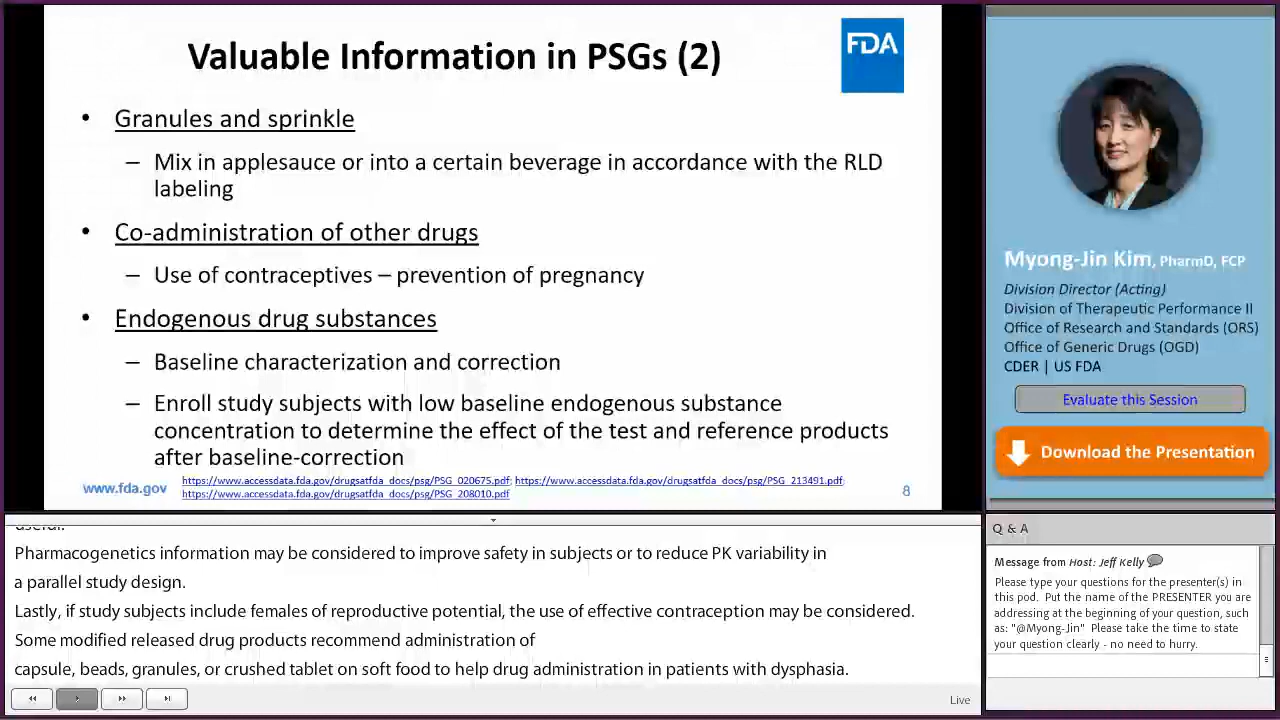 Valuable Information in PSGs (2)
FDA
• Granules and sprinkle
– Mix in applesauce or into a certain beverage in accordance with the RLD
labeling
• Co-administration of other drugs
– Use of contraceptives – prevention of pregnancy
• Endogenous drug substances
– Baseline characterization and correction
– Enroll study subjects with low baseline endogenous substance
concentration to determine the effect of the test and reference products
after baseline-correction
www.fda.gov
https://www.accessdata.fda.gov/drugsatfda_docs/psg/PSG_020675.pdf; https://www.accessdata.fda.gov/drugsatfda_docs/psg/PSG_213491.pdf;
https://www.accessdata.fda.gov/drugsatfda_docs/psg/PSG_208010.pdf
8
Myong-Jin Kim, PharmD, FCP
Division Director (Acting)
Division of Therapeutic Performance II
Office of Research and Standards (ORS)
Office of Generic Drugs (OGD)
CDER | US FDA
Evaluate this Session
Download the Presentation
useful.
Pharmacogenetics information may be considered to improve safety in subjects or to reduce PK variability in
a parallel study design.
Lastly, if study subjects include females of reproductive potential, the use of effective contraception may be considered.
Some modified released drug products recommend administration of
capsule, beads, granules, or crushed tablet on soft food to help drug administration in patients with dysphasia.
Live
Q & A
Message from Host: Jeff Kelly
Please type your questions for the presenter(s) in
this pod. Put the name of the PRESENTER you are
addressing at the beginning of your question, such
as: "@Myong-Jin" Please take the time to state
your question clearly - no need to hurry.